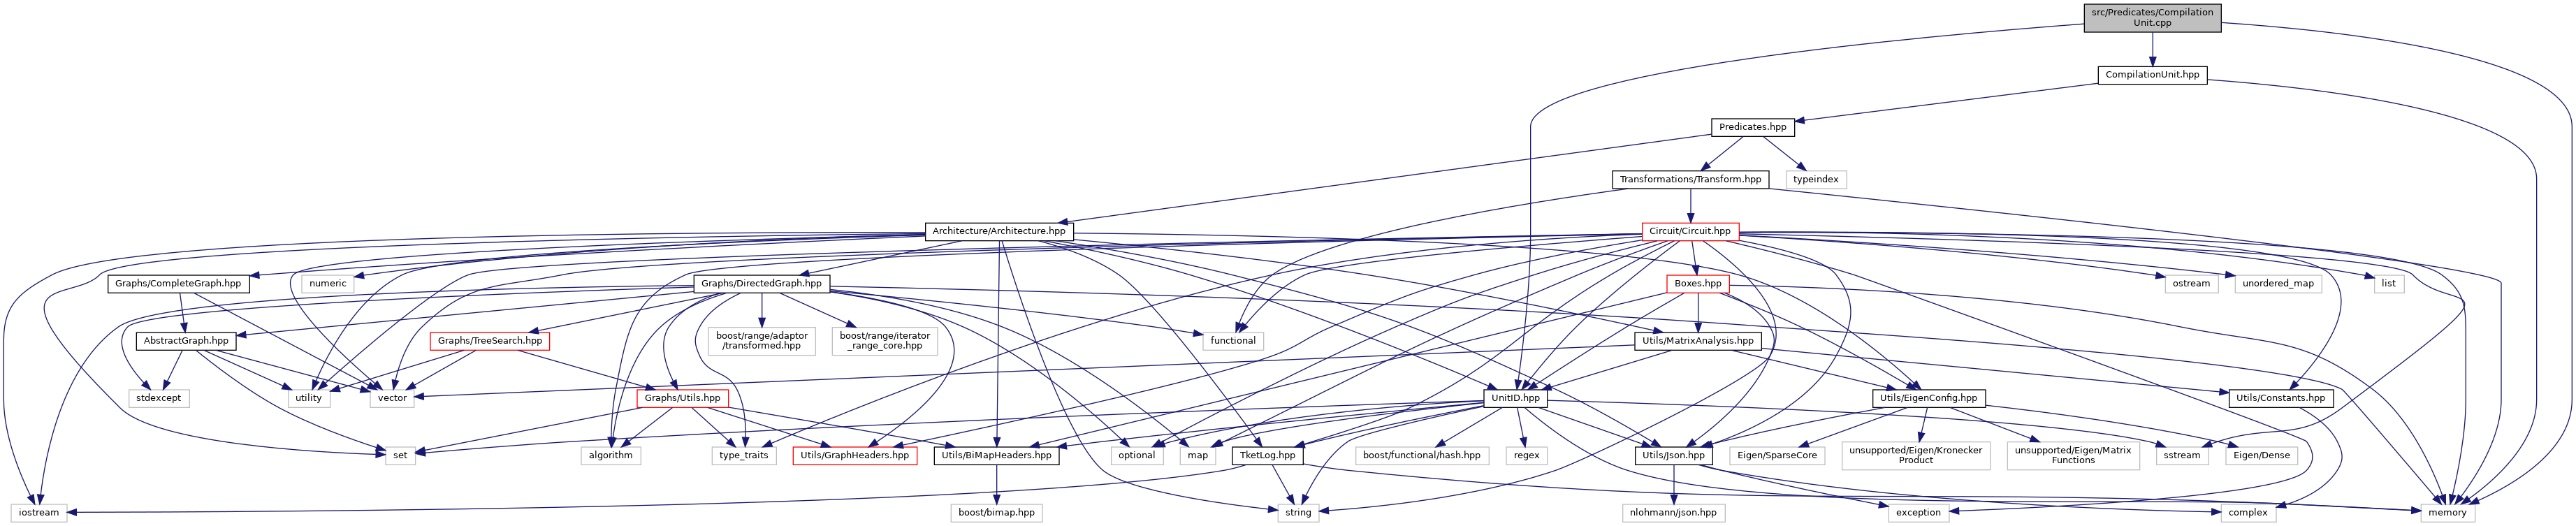 src/Predicates/Compilation
Unit.cpp
CompilationUnit.hpp
Predicates.hpp
Transformations/Transform.hpp
typeindex
Architecture/Architecture.hpp
Circuit/Circuit.hpp
Graphs/CompleteGraph.hpp
numeric
Graphs/DirectedGraph.hpp
Boxes.hpp
ostream
unordered_map
list
AbstractGraph.hpp
Graphs/TreeSearch.hpp
boost/range/adaptor
/transformed.hpp
boost/range/iterator
_range_core.hpp
functional
Utils/MatrixAnalysis.hpp
stdexcept
utility
vector
Graphs/Utils.hpp
UnitID.hpp
Utils/EigenConfig.hpp
Utils/Constants.hpp
set
algorithm
type_traits
Utils/GraphHeaders.hpp
Utils/BiMapHeaders.hpp
optional
map
TketLog.hpp
boost/functional/hash.hpp
regex
Utils/Json.hpp
Eigen/SparseCore
unsupported/Eigen/Kronecker
Product
unsupported/Eigen/Matrix
Functions
sstream
Eigen/Dense
iostream
boost/bimap.hpp
string
nlohmann/json.hpp
exception
complex
memory